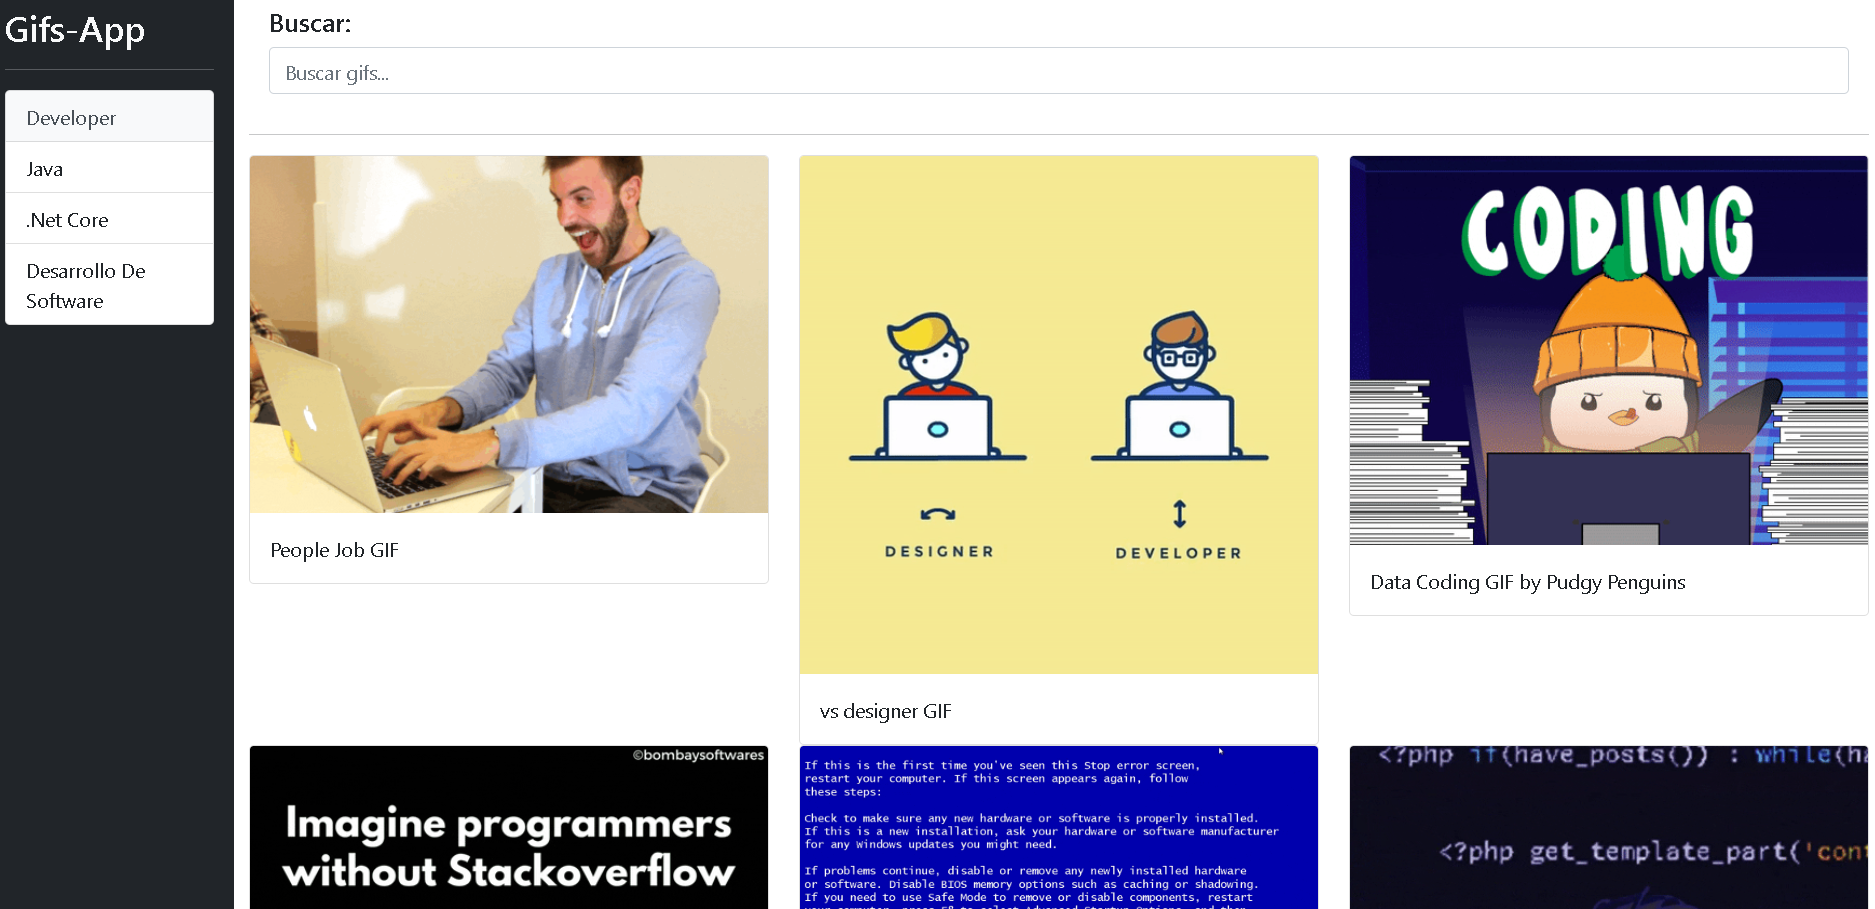 Gifs-App
Developer
Java
.Net Core
Desarrollo De
Software
Buscar:
Buscar gifs...
People Job GIF
DESIGNER
DEVELOPER
vs designer GIF
CODING
Data Coding GIF by Pudgy Penguins
©bombaysoftwares
Imagine programmers
without Stackoverflow
If this is the first time you've seen this Stop error screen,
restart your computer. If this screen appears again, follow
these steps:
Check to make sure any new hardware or software is properly installed.
If this is a new installation, ask your hardware or software manufacturer
for any Windows updates you might need.
If problems continue, disable or remove any newly installed hardware
or software. Disable BIOS memory options such as caching or shadowing.
If you need to use Safe Mode to remove or disable components, restart
<?php if(have_posts()) : while(ha
<?php get_template_part('cont